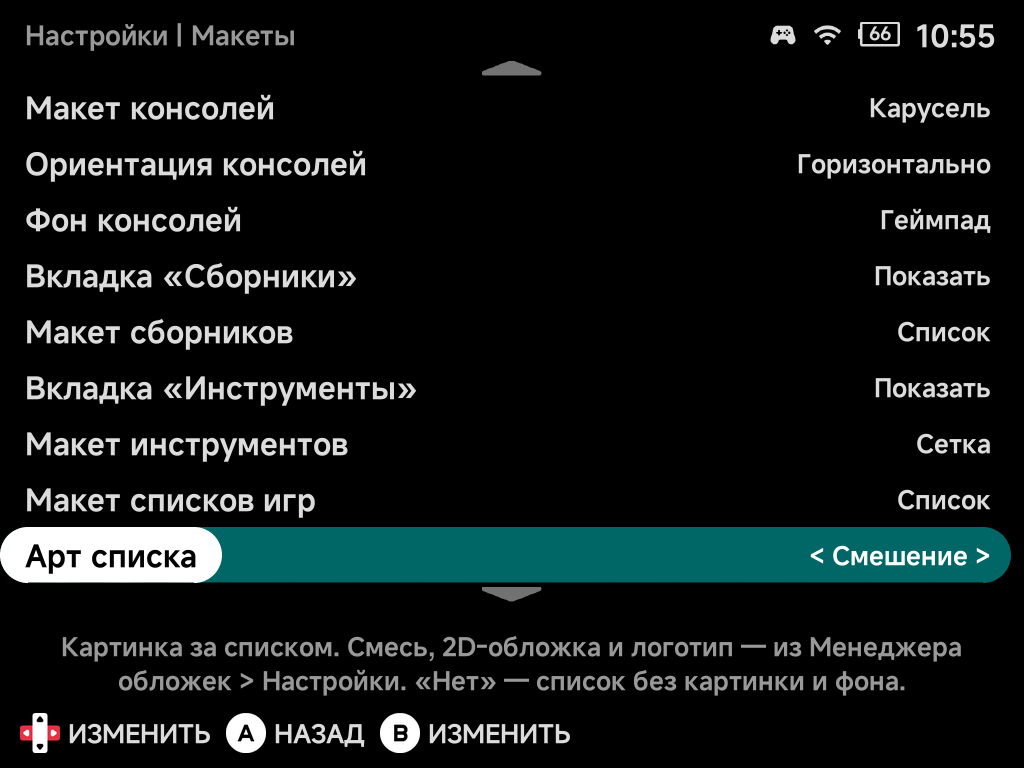 Настройки | Макеты
66 10:55
Макет консолей Карусель
Ориентация консолей Горизонтально
Фон консолей Геймпад
Вкладка «Сборники» Показать
Макет сборников Список
Вкладка «Инструменты» Показать
Макет инструментов Сетка
Макет списков игр Список
Арт списка < Смешение >
Картинка за списком. Смесь, 2D-обложка и логотип — из Менеджера
обложек > Настройки. «Нет» — список без картинки и фона.
ИЗМЕНИТЬ A НАЗАД B ИЗМЕНИТЬ